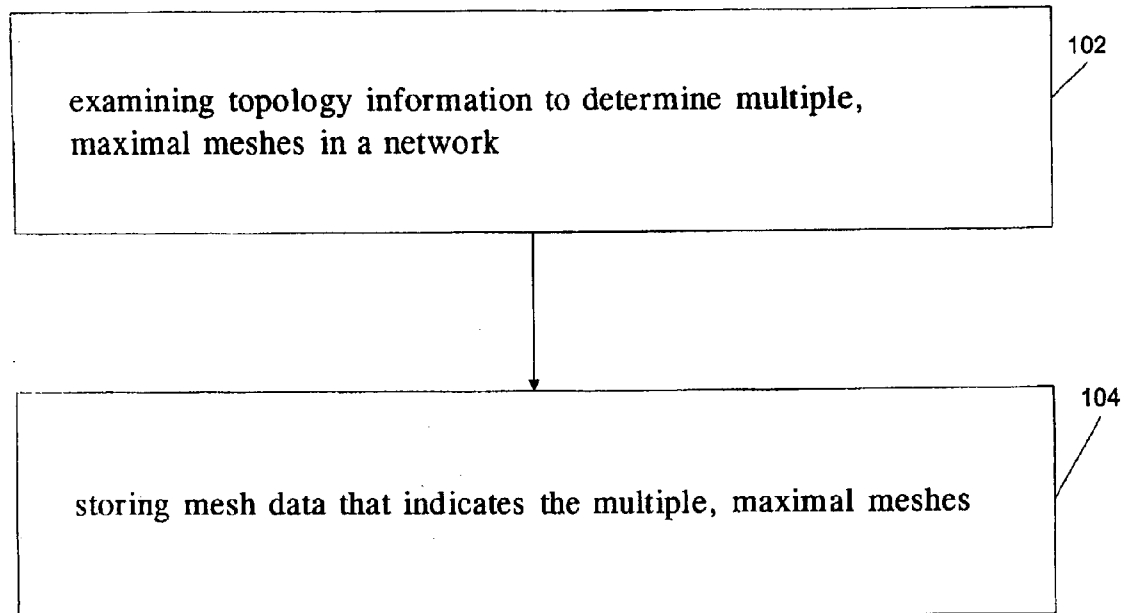 102
examining topology information to determine multiple,
maximal meshes in a network
104
storing mesh data that indicates the multiple, maximal meshes